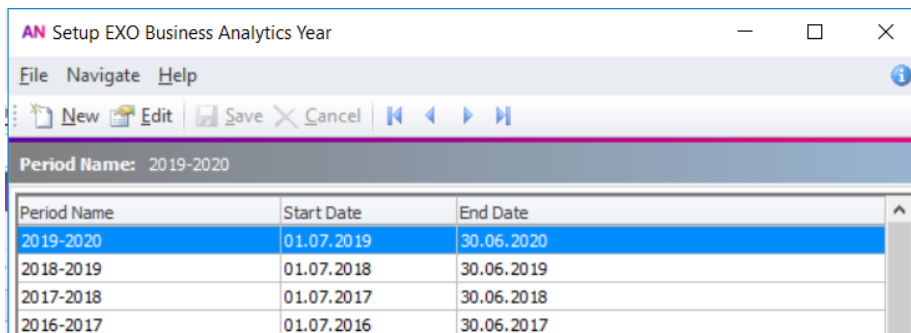 AN Setup EXO Business Analytics Year
File Navigate Help
New Edit Save Cancel
Period Name: 2019-2020
Period Name Start Date End Date
2019-2020 01.07.2019 30.06.2020
2018-2019 01.07.2018 30.06.2019
2017-2018 01.07.2017 30.06.2018
2016-2017 01.07.2016 30.06.2017